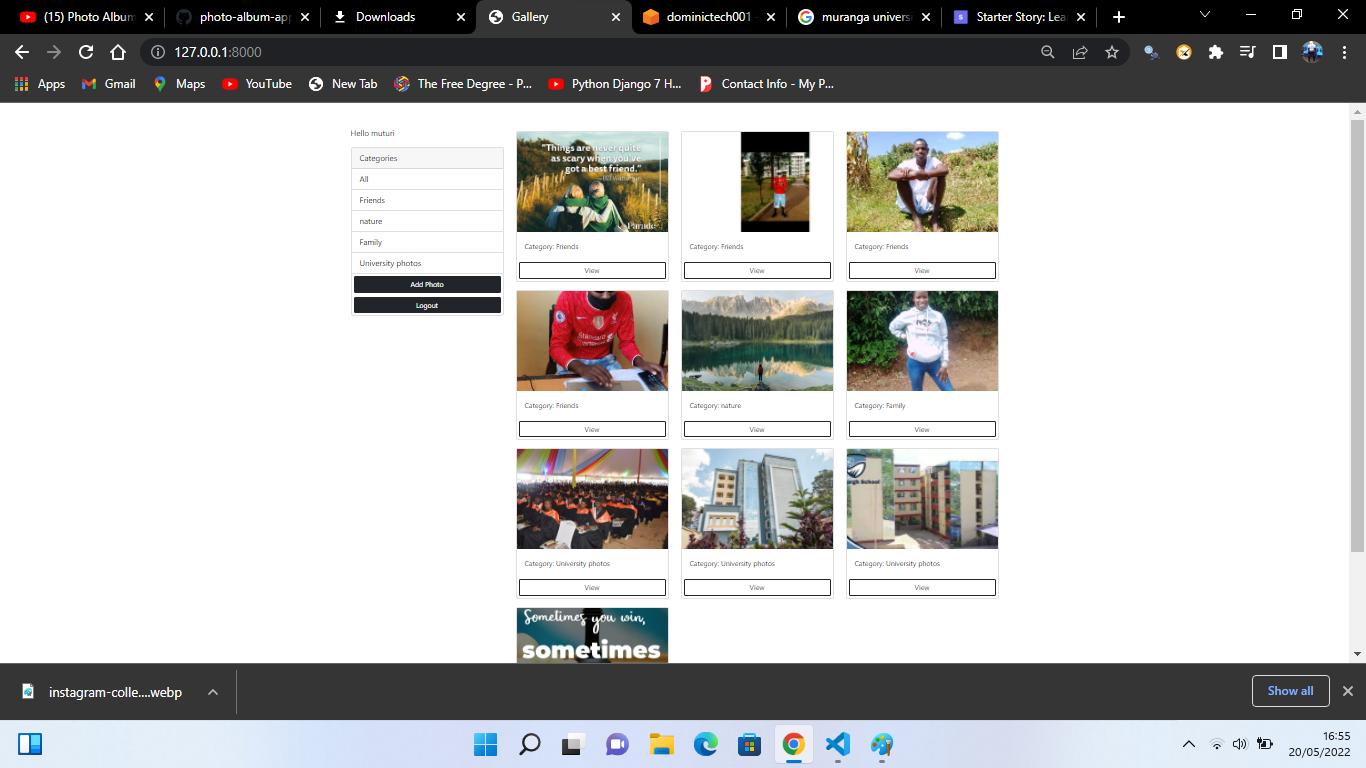 (15) Photo Album
photo-album-app
Downloads
Gallery
dominictech001
muranga univers
Starter Story: Lea
127.0.0.1:8000
Apps
Gmail
Maps
YouTube
New Tab
The Free Degree - P...
Python Django 7 H...
Contact Info - My P...
Hello muturi
Categories
All
Friends
nature
Family
University photos
Add Photo
Logout
"Things are never quite
as scary when you've
got a best friend."
Parade
Category: Friends
Category: Friends
Category: Friends
View
View
View
Standard
Category: Friends
Category: nature
Category: Family
View
View
View
School
Category: University photos
Category: University photos
Category: University photos
View
View
View
Sometimes you win,
sometimes
instagram-colle....webp
Show all
16:55
20/05/2022